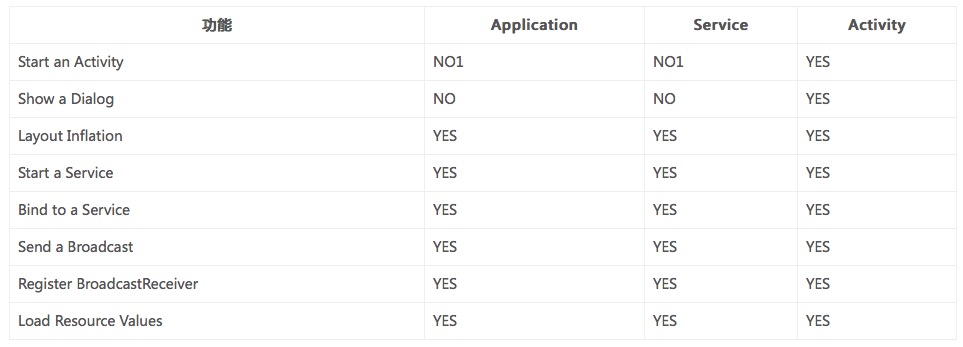 功能 Application Service Activity
Start an Activity NO1 NO1 YES
Show a Dialog NO NO YES
Layout Inflation YES YES YES
Start a Service YES YES YES
Bind to a Service YES YES YES
Send a Broadcast YES YES YES
Register BroadcastReceiver YES YES YES
Load Resource Values YES YES YES